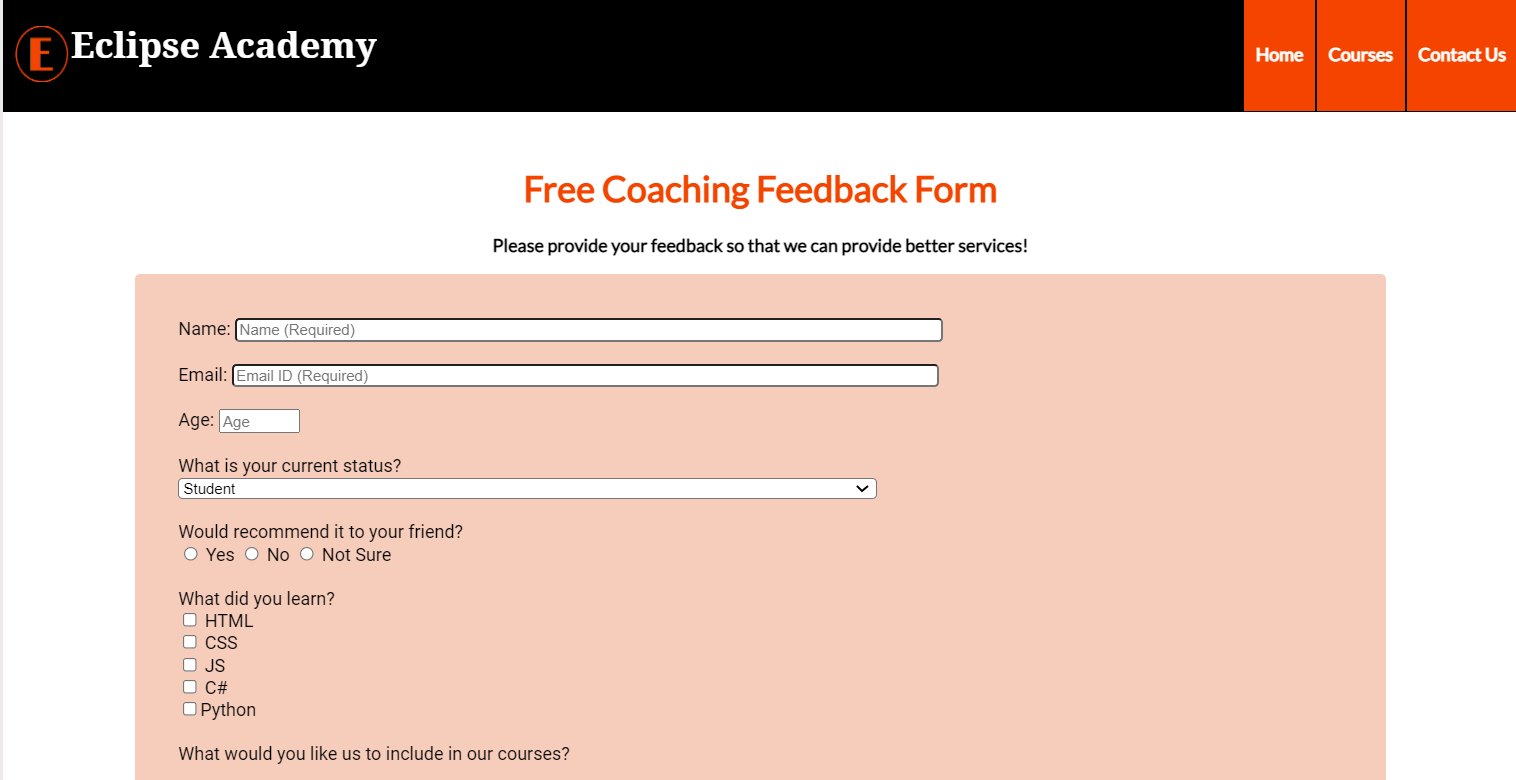 E Eclipse Academy
Home Courses Contact Us
Free Coaching Feedback Form
Please provide your feedback so that we can provide better services!
Name: Name (Required)
Email: Email ID (Required)
Age: Age
What is your current status?
Student
Would recommend it to your friend?
Yes No Not Sure
What did you learn?
HTML
CSS
JS
C#
Python
What would you like us to include in our courses?